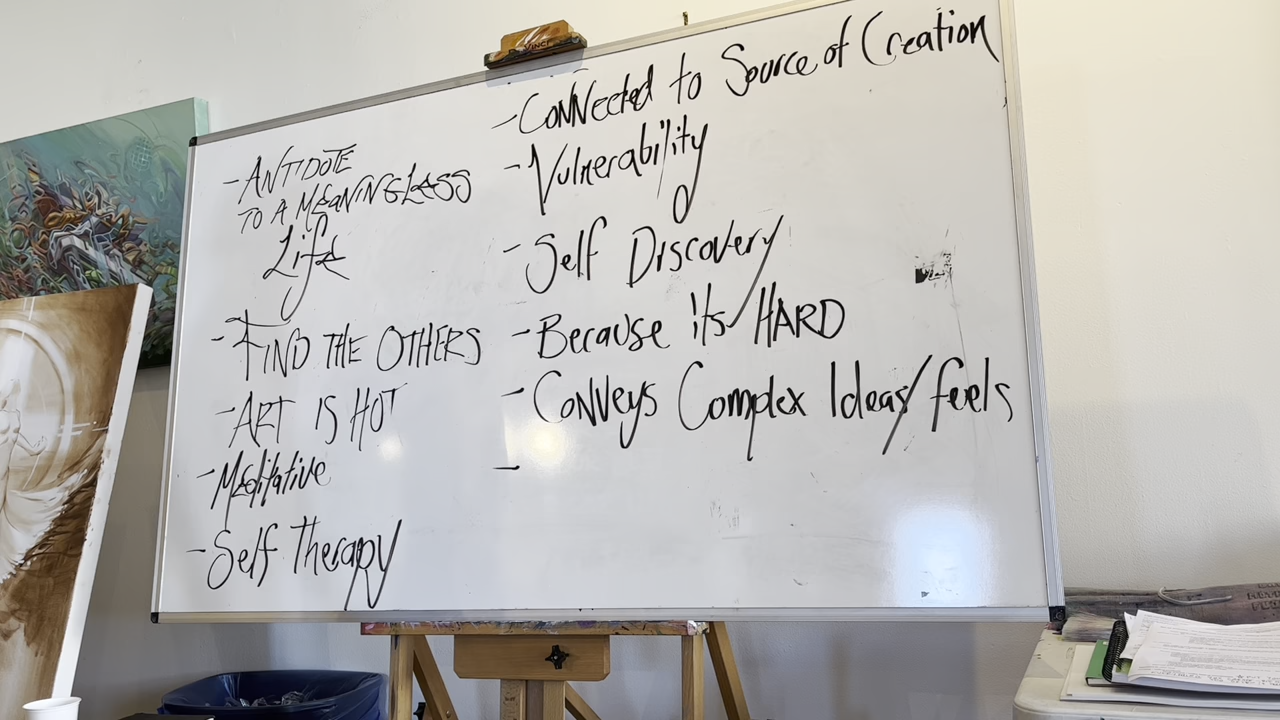 - ANTIDOTE
TO A MEANINGLESS
Life
- FIND THE OTHERS
- ART IS HOT
- Meditative
- Self Therapy
- Connected to Source of Creation
- Vulnerability
- Self Discovery
- Because its HARD
- Conveys Complex Ideas/feels
-